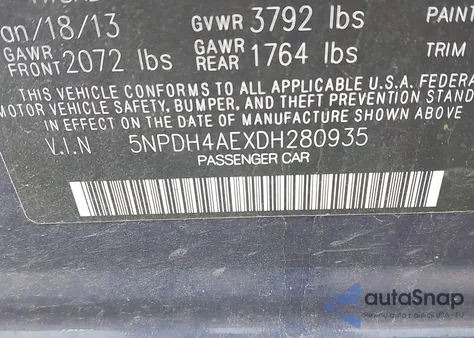 an/18/13 GVWR 3792 lbs PAINT
GAWR FRONT 2072 lbs GAWR REAR 1764 lbs TRIM
THIS VEHICLE CONFORMS TO ALL APPLICABLE U.S.A. FEDERA
MOTOR VEHICLE SAFETY, BUMPER, AND THEFT PREVENTION STAND
IN EFFECT ON THE DATE OF MANUFACTURE SHOWN ABOVE
V.I.N 5NPDH4AEXDH280935
PASSENGER CAR
autoSnap